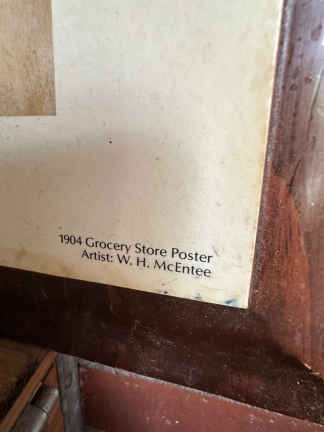 1904 Grocery Store Poster
Artist: W. H. McEntee